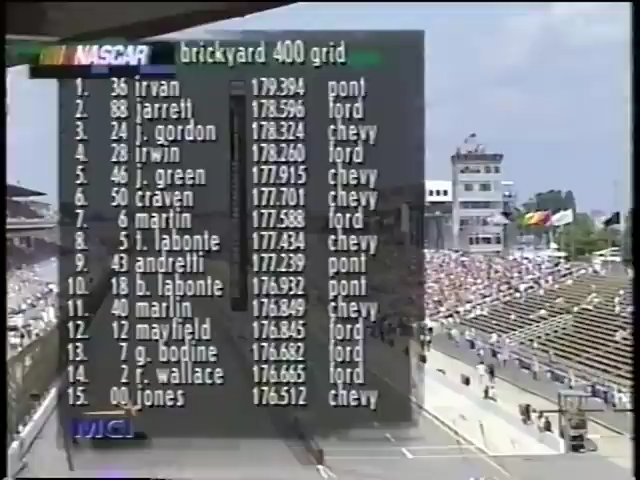 NASCAR brickyard 400 grid
1. 36 irvan 179.394 pont
2. 88 jarrett 178.596 ford
3. 24 j. gordon 178.324 chevy
4. 28 irwin 178.260 ford
5. 46 j. green 177.915 chevy
6. 50 craven 177.701 chevy
7. 6 martin 177.588 ford
8. 5 t. labonte 177.434 chevy
9. 43 andretti 177.239 pont
10. 18 b. labonte 176.932 pont
11. 40 marlin 176.849 chevy
12. 12 mayfield 176.845 ford
13. 7 g. bodine 176.682 ford
14. 2 r. wallace 176.665 ford
15. 00 jones 176.512 chevy
MCI